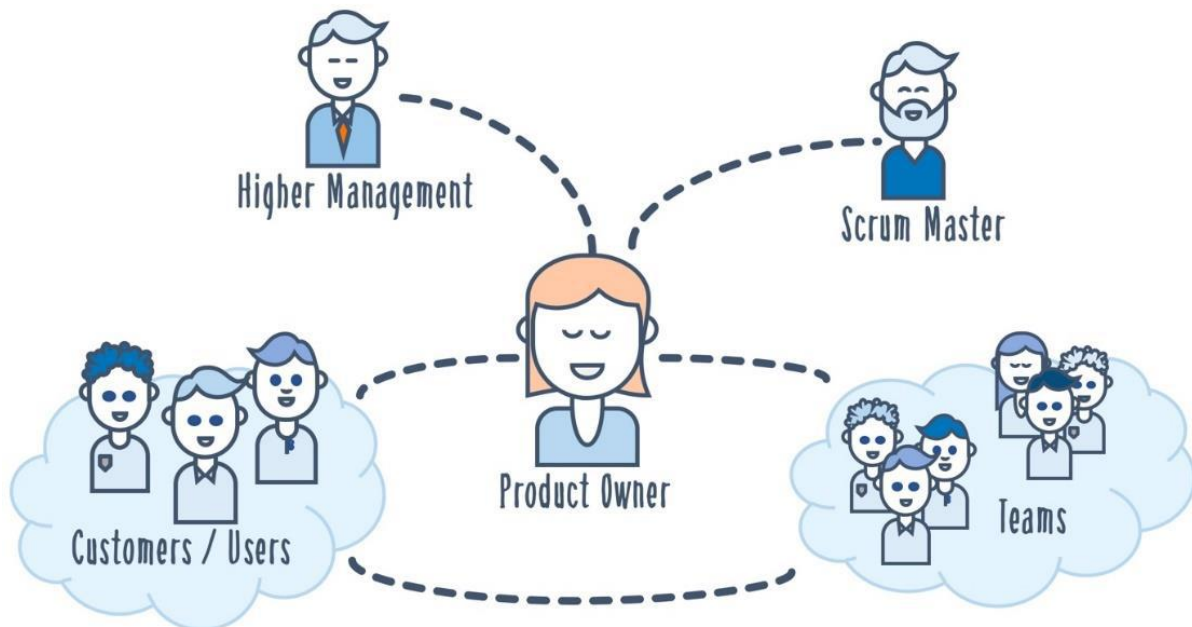 Higher Management
Scrum Master
Product Owner
Customers / Users
Teams